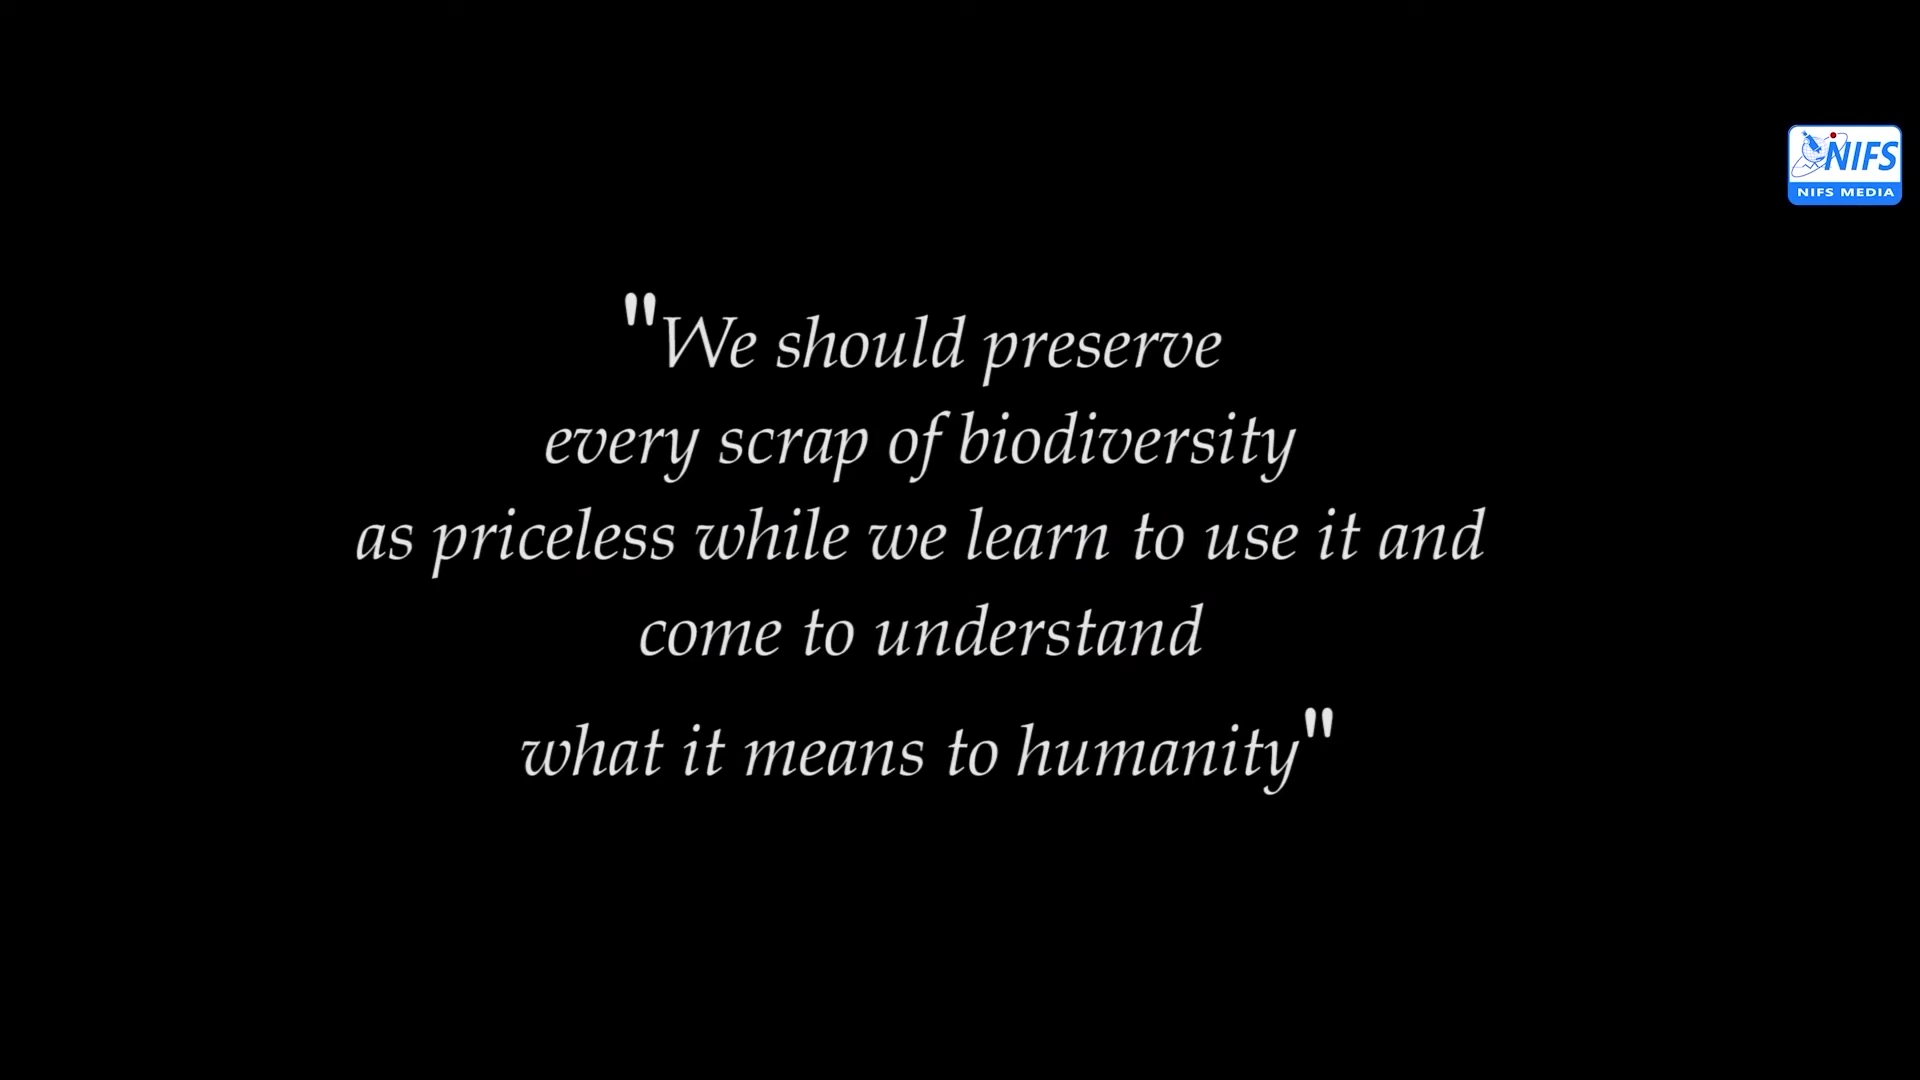 NIFS
NIFS MEDIA
"We should preserve
every scrap of biodiversity
as priceless while we learn to use it and
come to understand
what it means to humanity"